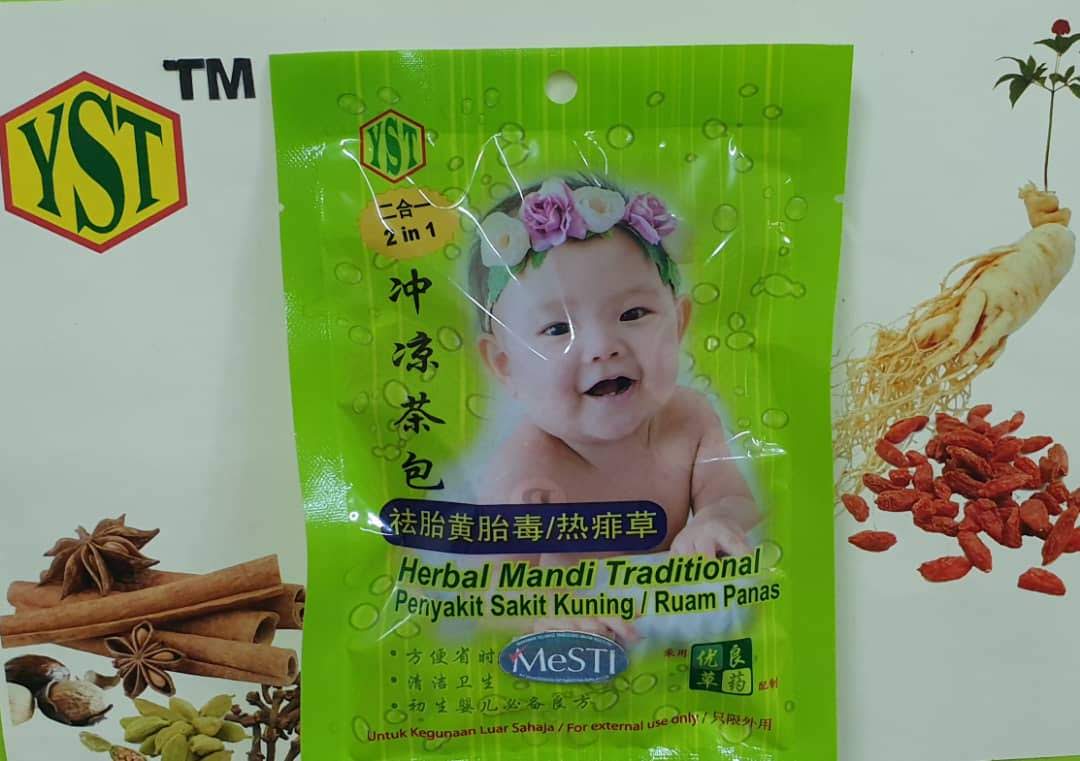 YST
TM
YST
二合一
2 in 1
冲凉茶包
祛胎黄胎毒/热痱草
Herbal Mandi Traditional
Penyakit Sakit Kuning / Ruam Panas
• 方便省时
• 清洁卫生
• 初生婴儿必备良方
MeSTI
采用
优良
草药
配制
Untuk Kegunaan Luar Sahaja / For external use only / 只限外用